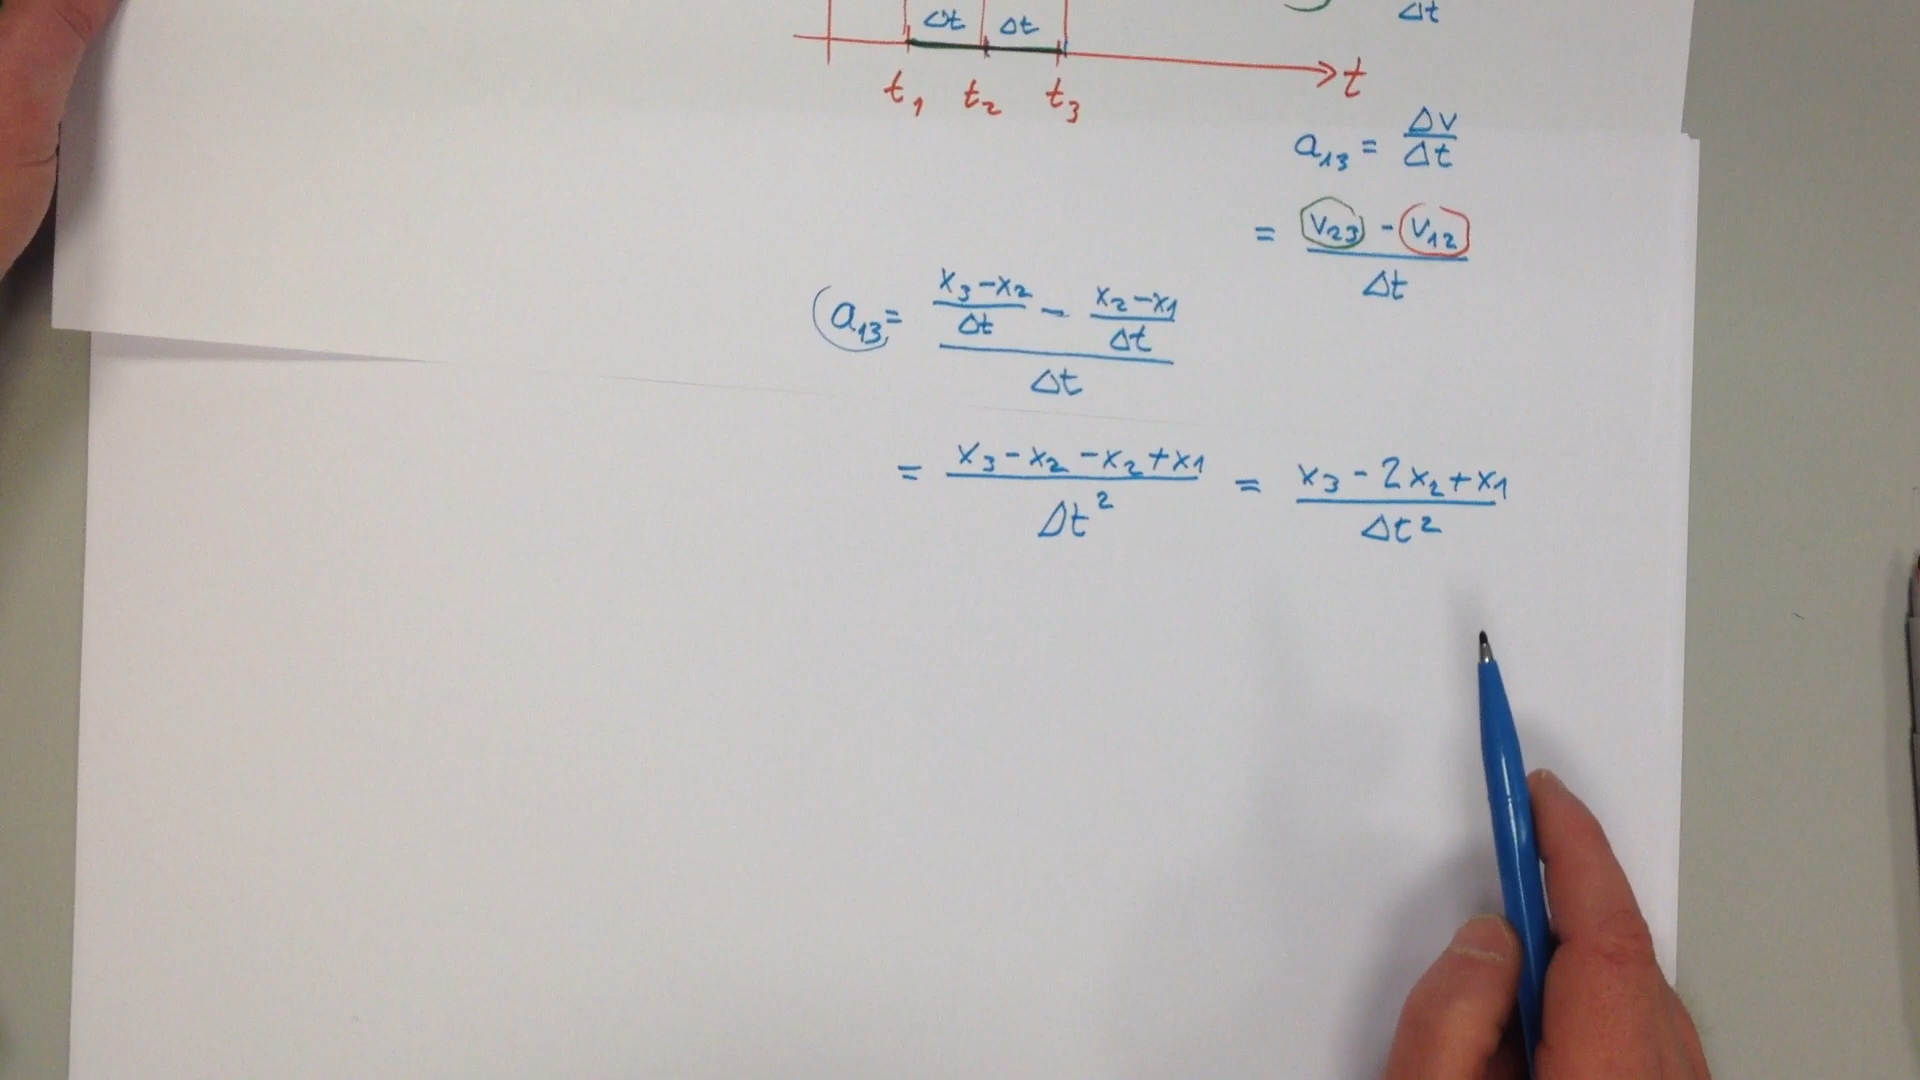 Δt Δt
Δt
t₁ t₂ t₃ t
a₁₃ = Δv/Δt
= (v₂₃ - v₁₂)/Δt
a₁₃ = ((x₃-x₂)/Δt - (x₂-x₁)/Δt)/Δt
= (x₃-x₂-x₂+x₁)/Δt² = (x₃-2x₂+x₁)/Δt²